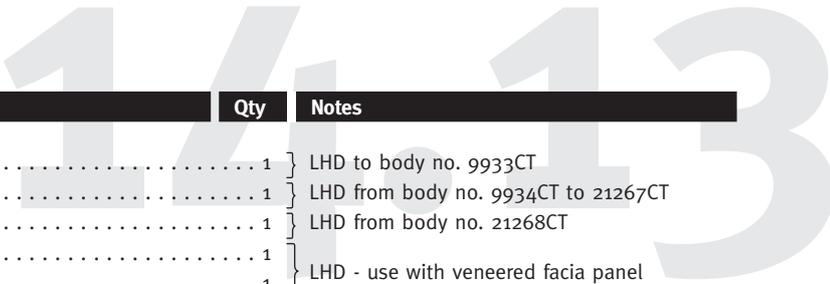 14.13
Qty Notes
. . . . . . . . . . . . . . . . . . . . . 1 } LHD to body no. 9933CT
. . . . . . . . . . . . . . . . . . . . . 1 } LHD from body no. 9934CT to 21267CT
. . . . . . . . . . . . . . . . . . . . . 1 } LHD from body no. 21268CT
. . . . . . . . . . . . . . . . . . . . . 1
1 } LHD - use with veneered facia panel